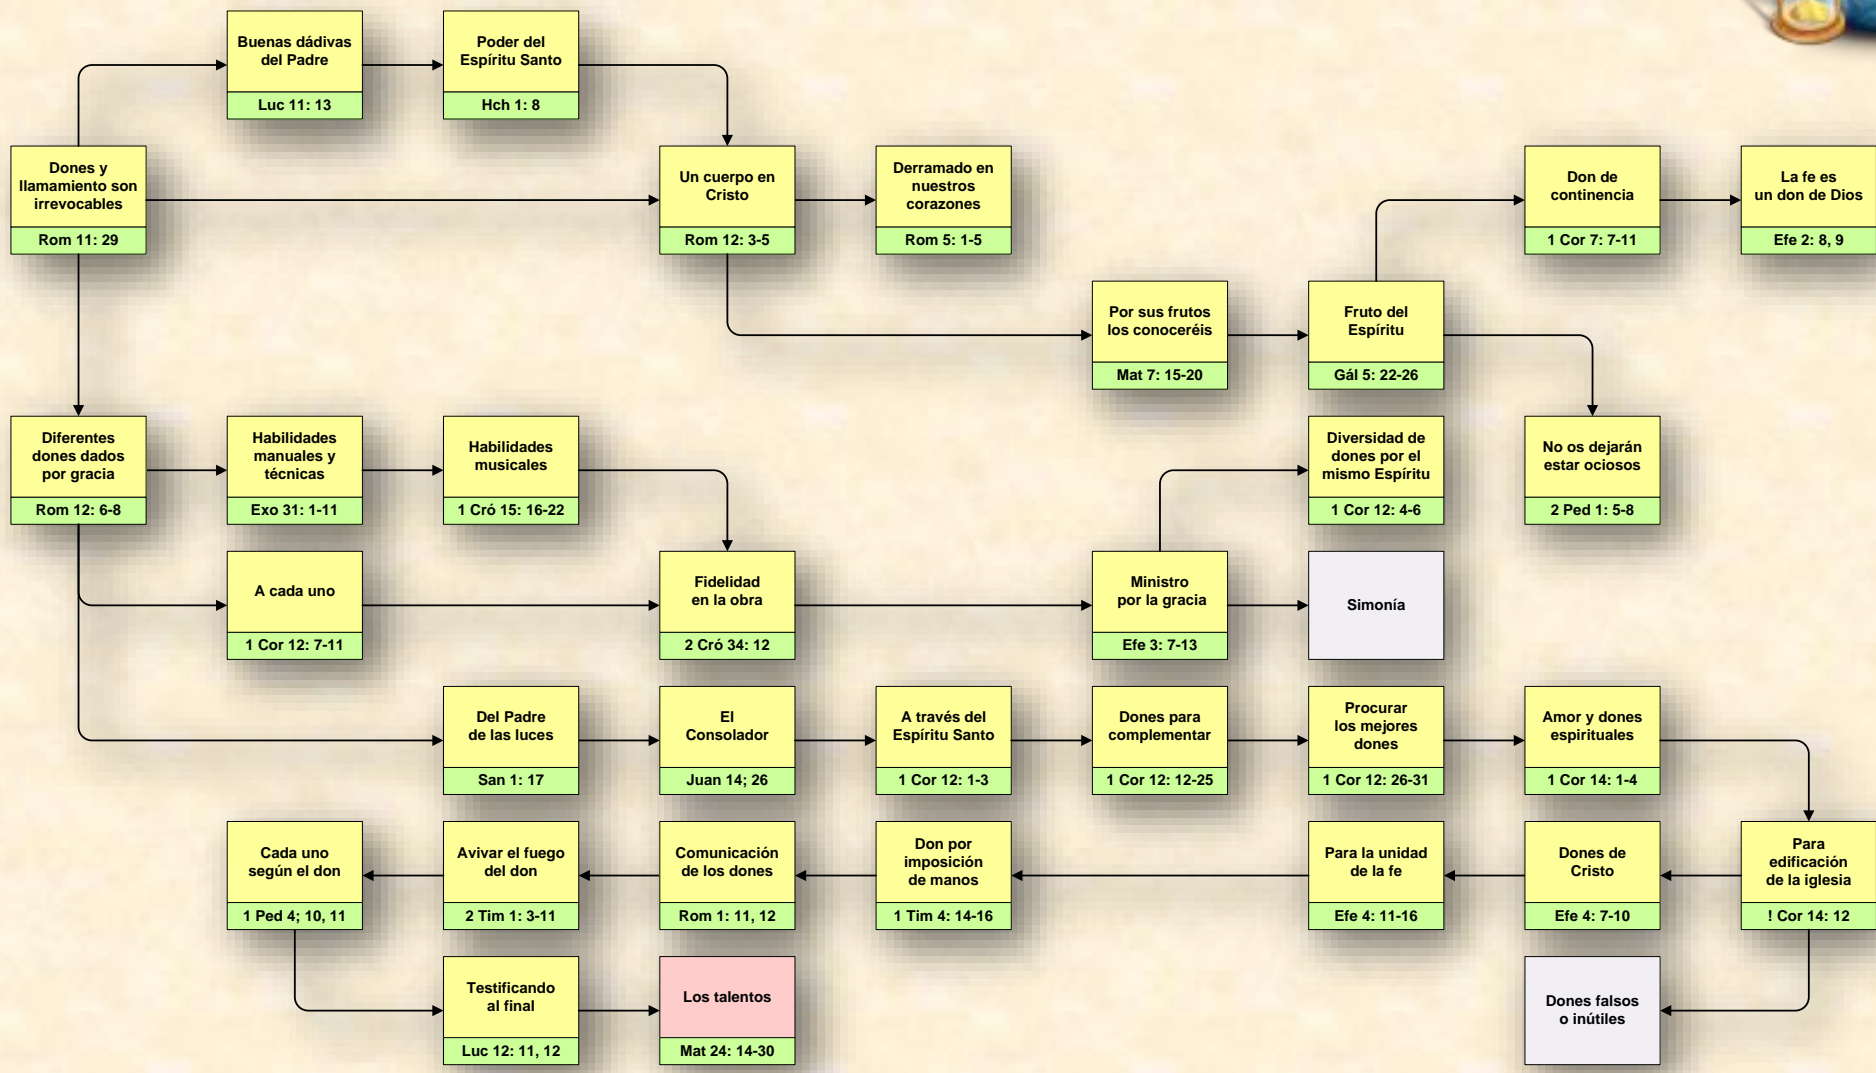 Buenas dádivas
del Padre
Luc 11: 13
Poder del
Espíritu Santo
Hch 1: 8
Dones y
llamamiento son
irrevocables
Rom 11: 29
Un cuerpo en
Cristo
Rom 12: 3-5
Derramado en
nuestros
corazones
Rom 5: 1-5
Don de
continencia
1 Cor 7: 7-11
La fe es
un don de Dios
Efe 2: 8, 9
Por sus frutos
los conoceréis
Mat 7: 15-20
Fruto del
Espíritu
Gál 5: 22-26
Diferentes
dones dados
por gracia
Rom 12: 6-8
Habilidades
manuales y
técnicas
Exo 31: 1-11
Habilidades
musicales
1 Cró 15: 16-22
Diversidad de
dones por el
mismo Espíritu
1 Cor 12: 4-6
No os dejarán
estar ociosos
2 Ped 1: 5-8
A cada uno
1 Cor 12: 7-11
Fidelidad
en la obra
2 Cró 34: 12
Ministro
por la gracia
Efe 3: 7-13
Simonía
Del Padre
de las luces
San 1: 17
El
Consolador
Juan 14; 26
A través del
Espíritu Santo
1 Cor 12: 1-3
Dones para
complementar
1 Cor 12: 12-25
Procurar
los mejores
dones
1 Cor 12: 26-31
Amor y dones
espirituales
1 Cor 14: 1-4
Cada uno
según el don
1 Ped 4; 10, 11
Avivar el fuego
del don
2 Tim 1: 3-11
Comunicación
de los dones
Rom 1: 11, 12
Don por
imposición
de manos
1 Tim 4: 14-16
Para la unidad
de la fe
Efe 4: 11-16
Dones de
Cristo
Efe 4: 7-10
Para
edificación
de la iglesia
! Cor 14: 12
Testificando
al final
Luc 12: 11, 12
Los talentos
Mat 24: 14-30
Dones falsos
o inútiles